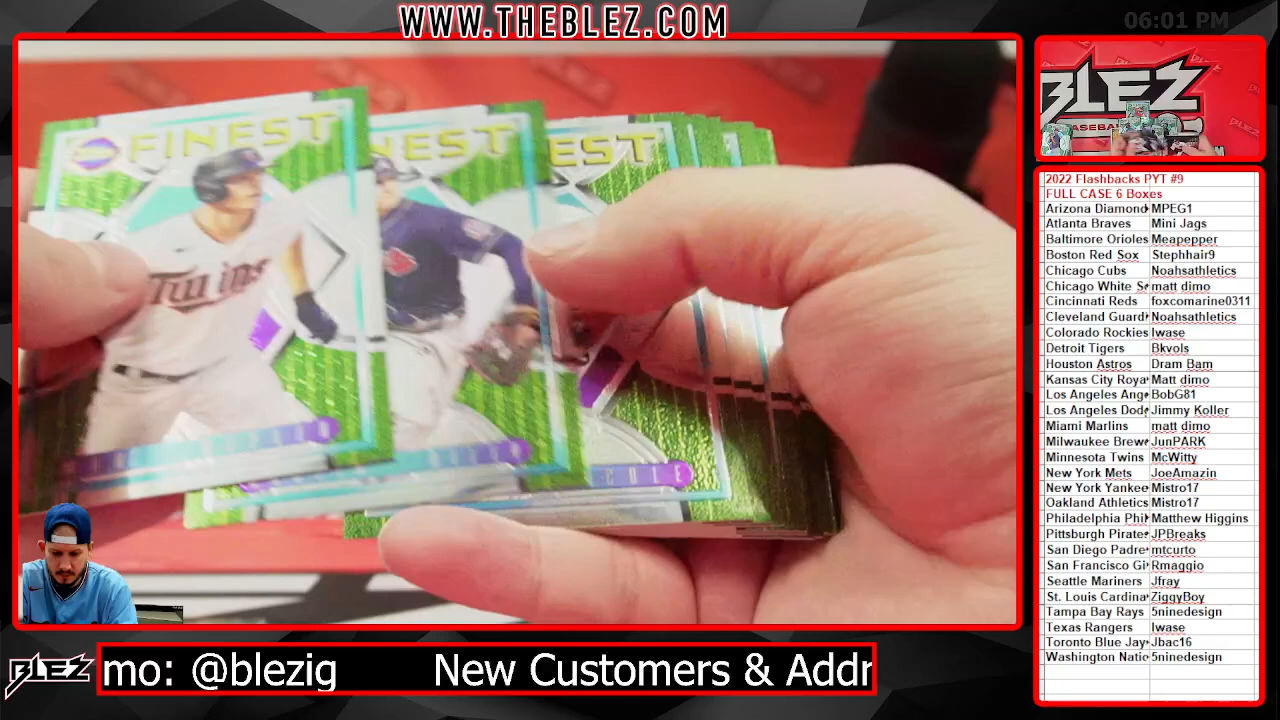 WWW.THEBLEZ.COM
06:01 PM
FINEST
EST
EST
Twins
COLE
BLEZ
BASEBA
2022 Flashbacks PYT #9
FULL CASE 6 Boxes
Arizona Diamond MPEG1
Atlanta Braves Mini Jags
Baltimore Orioles Meapepper
Boston Red Sox Stephhair9
Chicago Cubs Noahsathletics
Chicago White S matt dimo
Cincinnati Reds foxcomarine0311
Cleveland Guard Noahsathletics
Colorado Rockies Iwase
Detroit Tigers Bkvols
Houston Astros Dram Bam
Kansas City Roya Matt dimo
Los Angeles Ang BobG81
Los Angeles Dod Jimmy Koller
Miami Marlins matt dimo
Milwaukee Brew JunPARK
Minnesota Twins McWitty
New York Mets JoeAmazin
New York Yankee Mistro17
Oakland Athletics Mistro17
Philadelphia Phi Matthew Higgins
Pittsburgh Pirate JPBreaks
San Diego Padre mtcurto
San Francisco Gi Rmaggio
Seattle Mariners Jfray
St. Louis Cardina ZiggyBoy
Tampa Bay Rays 5ninedesign
Texas Rangers Iwase
Toronto Blue Jay Jbac16
Washington Natio 5ninedesign
BLEZ
mo: @blezig New Customers & Addr